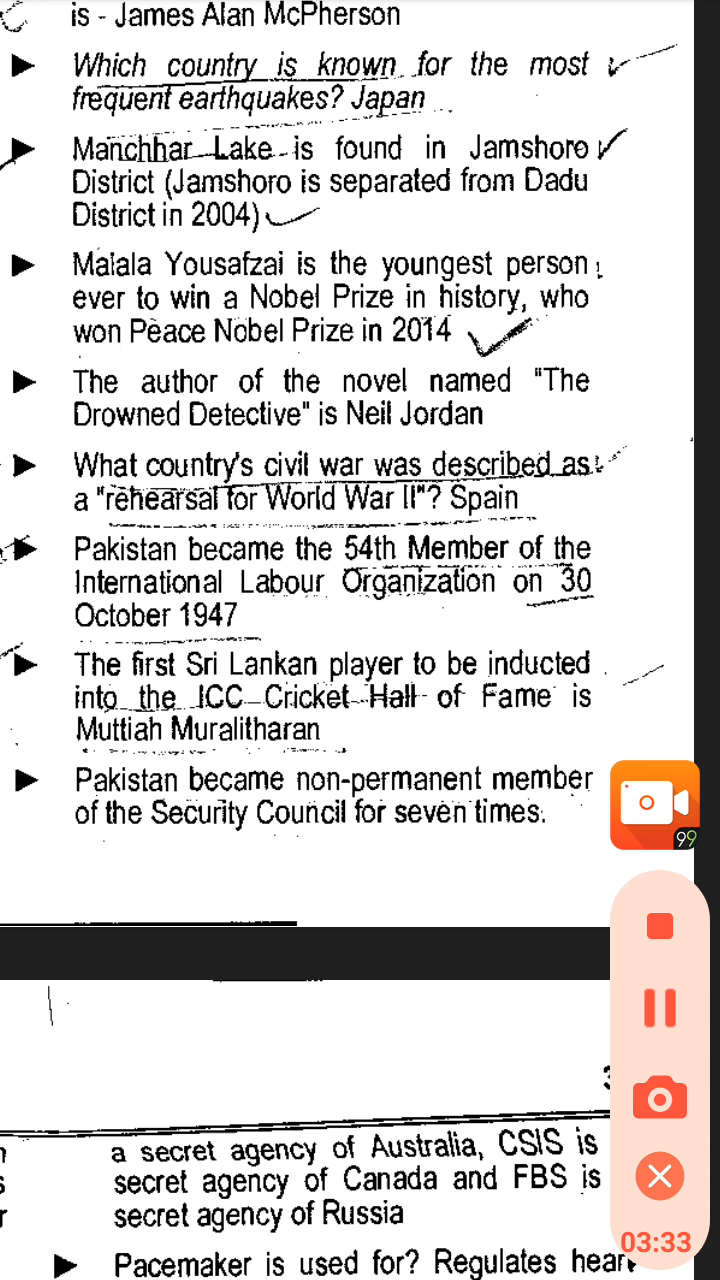 is - James Alan McPherson
► Which country is known for the most
frequent earthquakes? Japan
► Manchhar Lake is found in Jamshoro
District (Jamshoro is separated from Dadu
District in 2004)
► Malala Yousafzai is the youngest person
ever to win a Nobel Prize in history, who
won Peace Nobel Prize in 2014
► The author of the novel named "The
Drowned Detective" is Neil Jordan
► What country's civil war was described as
a "rehearsal for World War II"? Spain
► Pakistan became the 54th Member of the
International Labour Organization on 30
October 1947
► The first Sri Lankan player to be inducted
into the ICC Cricket Hall of Fame is
Muttiah Muralitharan
► Pakistan became non-permanent member
of the Security Council for seven times.
99
a secret agency of Australia, CSIS is
secret agency of Canada and FBS is
secret agency of Russia
03:33
► Pacemaker is used for? Regulates heart